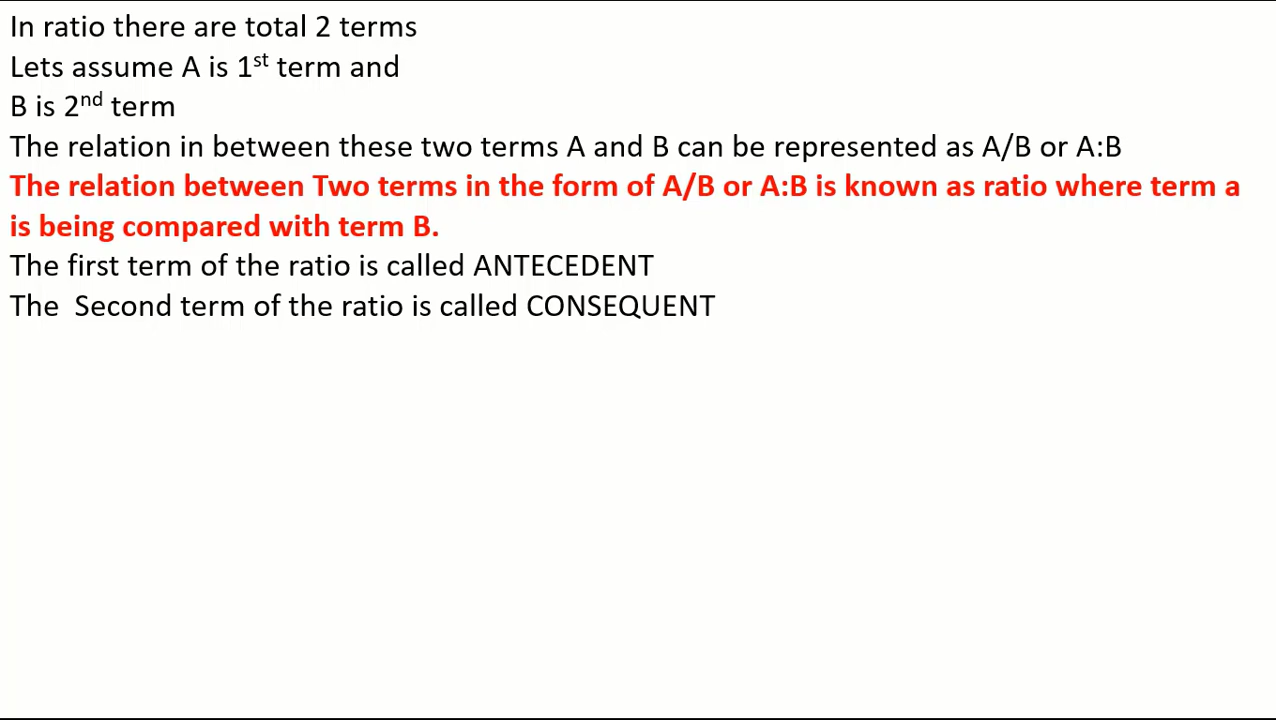 In ratio there are total 2 terms
Lets assume A is 1st term and
B is 2nd term
The relation in between these two terms A and B can be represented as A/B or A:B
The relation between Two terms in the form of A/B or A:B is known as ratio where term a
is being compared with term B.
The first term of the ratio is called ANTECEDENT
The  Second term of the ratio is called CONSEQUENT